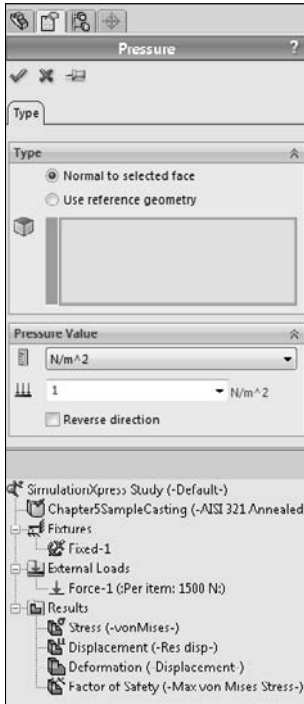 Pressure ?
Type
Type
Normal to selected face
Use reference geometry
Pressure Value
N/m^2
1 N/m^2
Reverse direction
SimulationXpress Study (-Default-)
Chapter5SampleCasting (-AISI 321 Annealed
Fixtures
Fixed-1
External Loads
Force-1 (:Per item: 1500 N:)
Results
Stress (-vonMises-)
Displacement (-Res disp-)
Deformation (-Displacement-)
Factor of Safety (-Max von Mises Stress-)